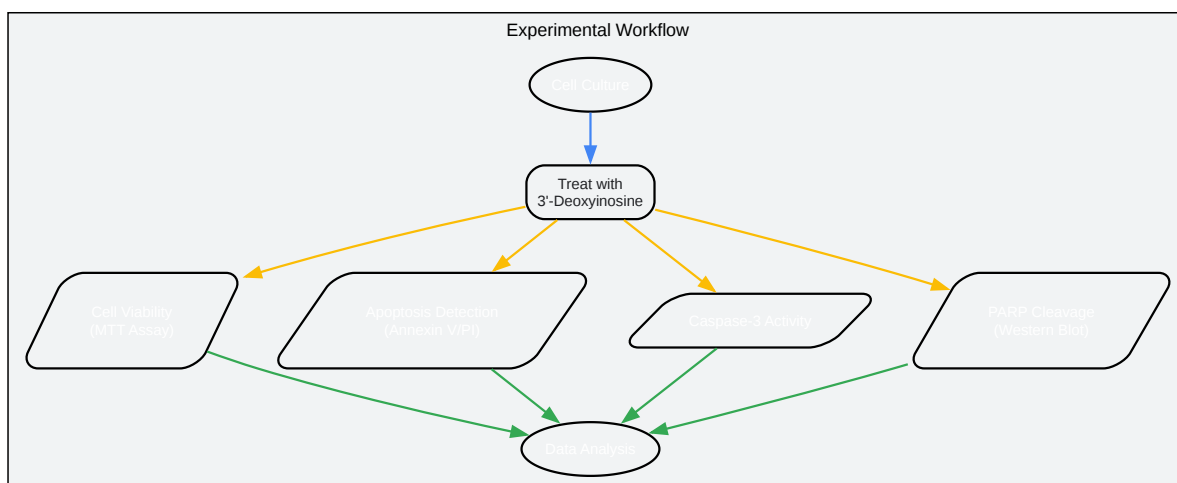 Experimental Workflow
Cell Culture
Treat with
3'-Deoxyinosine
Cell Viability
(MTT Assay)
Apoptosis Detection
(Annexin V/PI)
Caspase-3 Activity
PARP Cleavage
(Western Blot)
Data Analysis